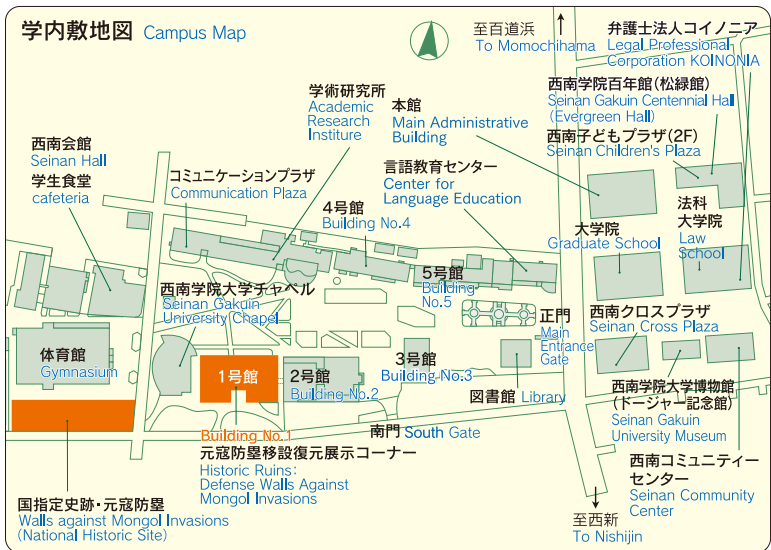 学内敷地図 Campus Map
至百道浜
To Momochihama
弁護士法人コイノニア
Legal Professional
Corporation KOINONIA
西南学院百年館(松緑館)
Seinan Gakuin Centennial Hall
(Evergreen Hall)
西南子どもプラザ(2F)
Seinan Children's Plaza
学術研究所
Academic
Research
Institure
本館
Main Administrative
Building
西南会館
Seinan Hall
学生食堂
cafeteria
コミュニケーションプラザ
Communication Plaza
言語教育センター
Center for
Language Education
4号館
Building No.4
法科
大学院
Law
School
大学院
Graduate School
5号館
Building
No.5
西南学院大学チャペル
Seinan Gakuin
University Chapel
正門
Main
Entrance
Gate
西南クロスプラザ
Seinan Cross Plaza
体育館
Gymnasium
1号館
Building No.1
2号館
Building No.2
3号館
Building No.3
図書館 Library
西南学院大学博物館
(ドージャー記念館)
Seinan Gakuin
University Museum
南門 South Gate
元寇防塁移設復元展示コーナー
Historic Ruins:
Defense Walls Against
Mongol Invasions
西南コミュニティー
センター
Seinan Community
Center
国指定史跡・元寇防塁
Walls against Mongol Invasions
(National Historic Site)
至西新
To Nishijin